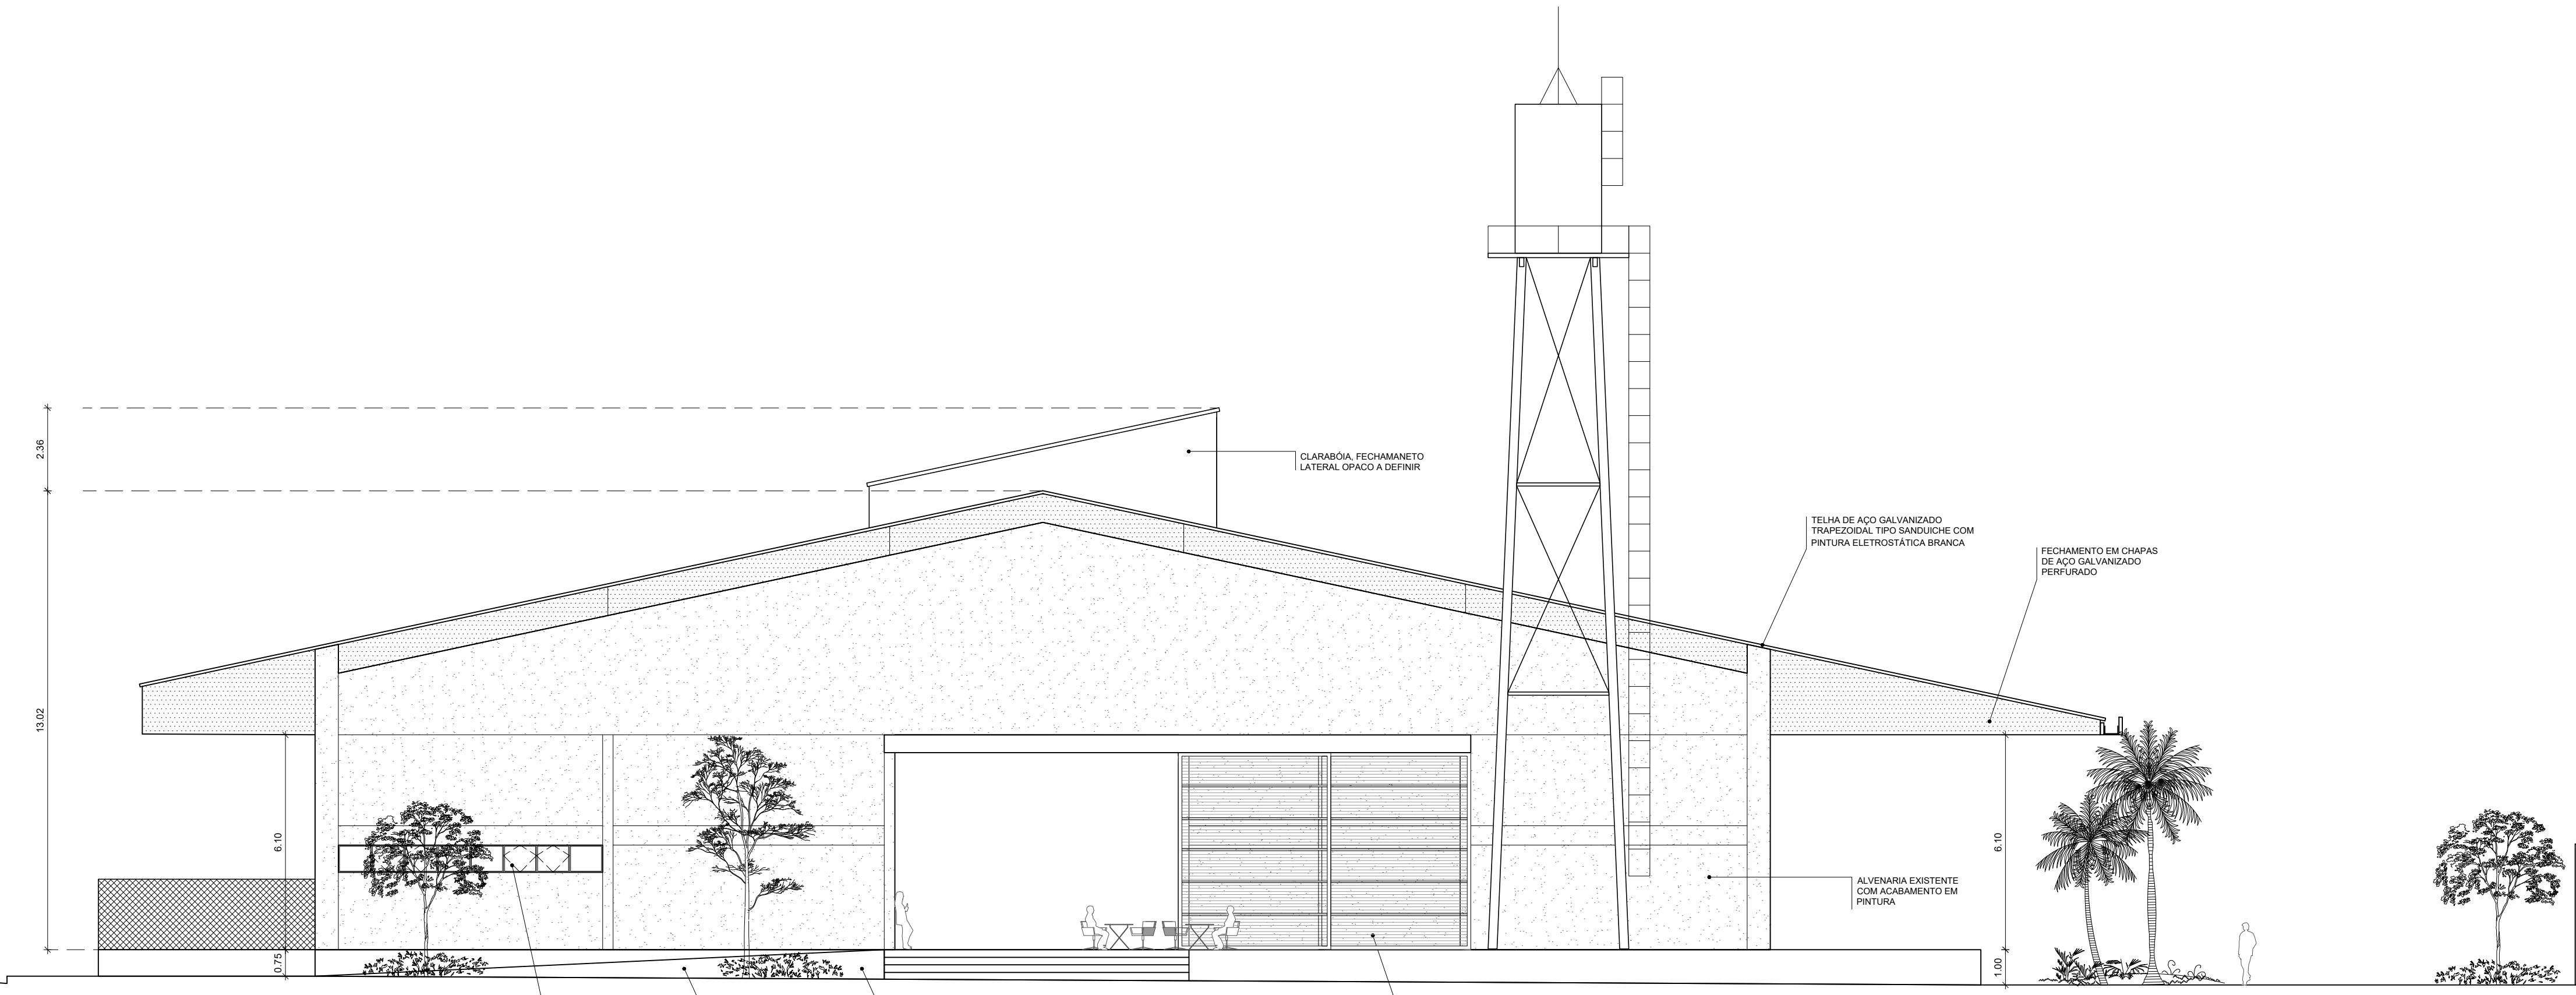 2.36
CLARABÓIA, FECHAMANETO
LATERAL OPACO A DEFINIR
TELHA DE AÇO GALVANIZADO
TRAPEZOIDAL TIPO SANDUICHE COM
PINTURA ELETROSTÁTICA BRANCA
FECHAMENTO EM CHAPAS
DE AÇO GALVANIZADO
PERFURADO
13.02
6.10
6.10
ALVENARIA EXISTENTE
COM ACABAMENTO EM
PINTURA
0.75
1.00